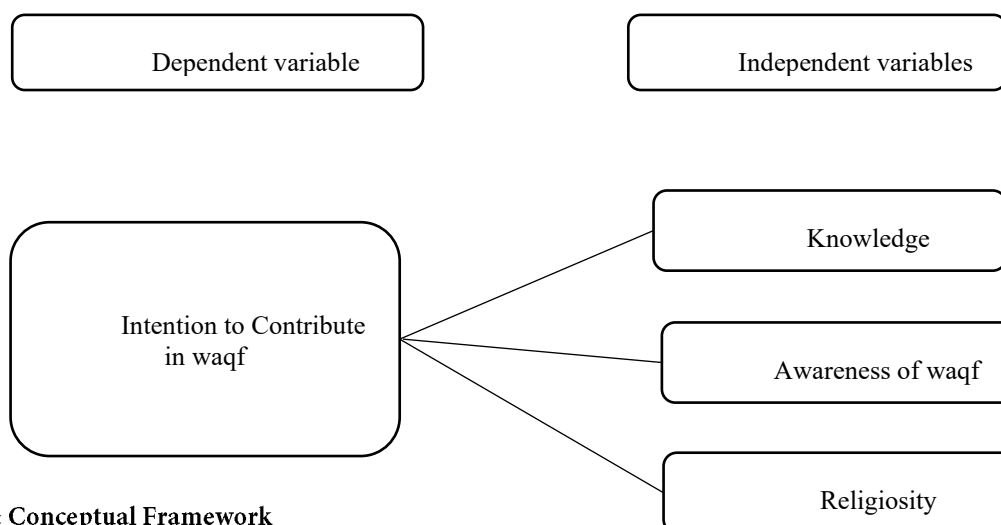 Dependent variable
Independent variables
Knowledge
Intention to Contribute
in waqf
Awareness of waqf
Religiosity
: Conceptual Framework